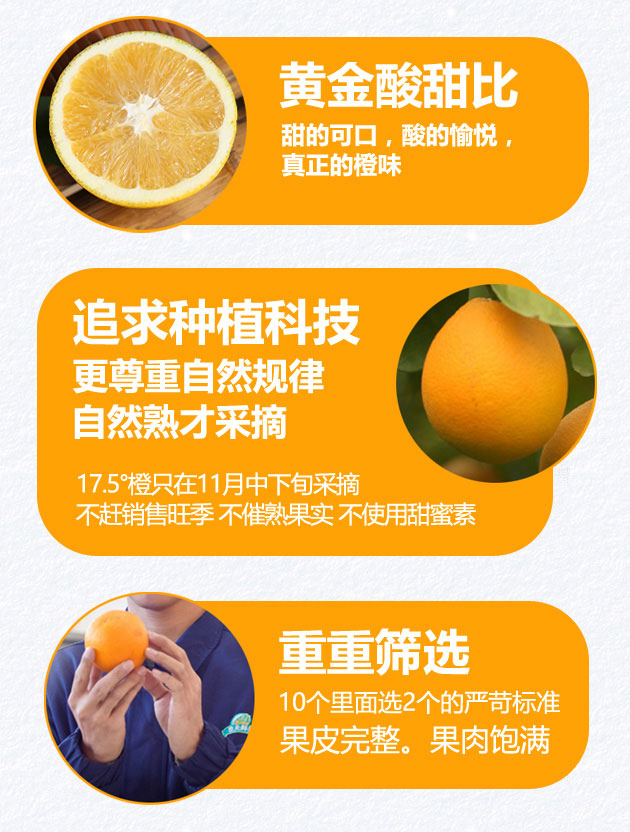 黄金酸甜比
甜的可口，酸的愉悦，
真正的橙味
追求种植科技
更尊重自然规律
自然熟才采摘
17.5°橙只在11月中下旬采摘
不赶销售旺季 不催熟果实 不使用甜蜜素
重重筛选
10个里面选2个的严苛标准
果皮完整。果肉饱满